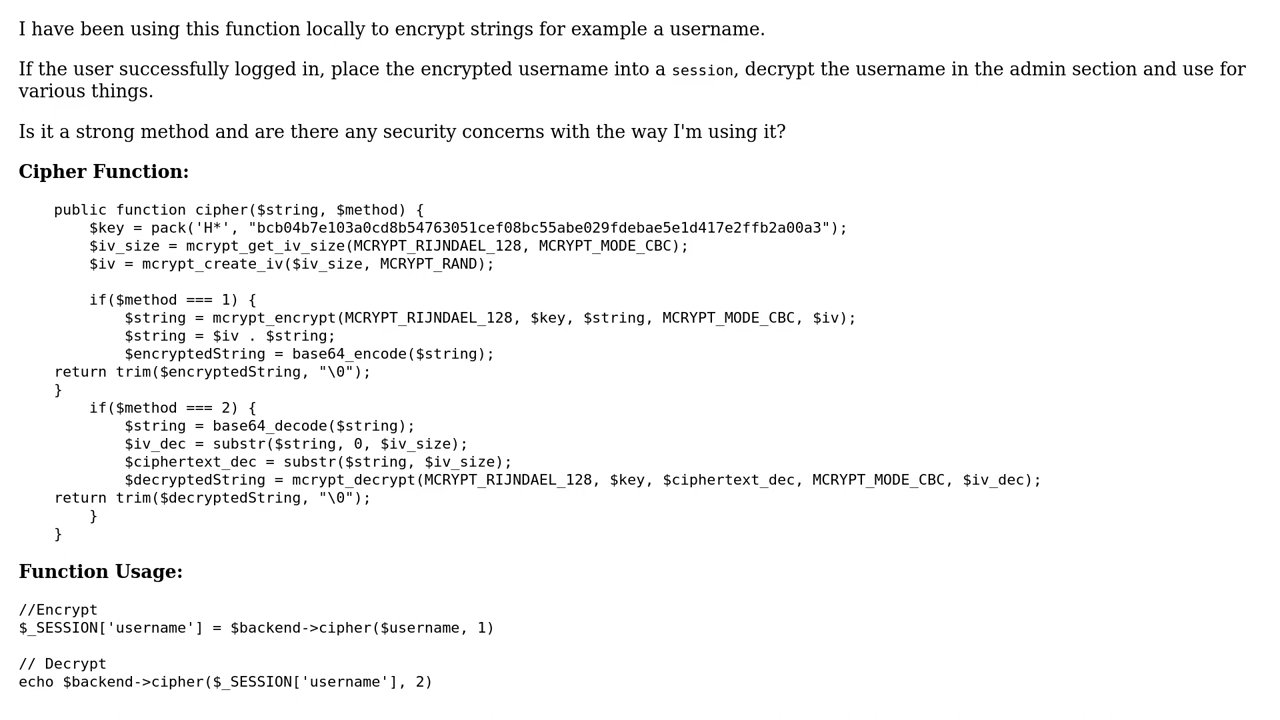 I have been using this function locally to encrypt strings for example a username.
If the user successfully logged in, place the encrypted username into a session, decrypt the username in the admin section and use for
various things.
Is it a strong method and are there any security concerns with the way I'm using it?
Cipher Function:
public function cipher($string, $method) {
$key = pack('H*', "bcb04b7e103a0cd8b54763051cef08bc55abe029fdebae5e1d417e2ffb2a00a3");
$iv_size = mcrypt_get_iv_size(MCRYPT_RIJNDAEL_128, MCRYPT_MODE_CBC);
$iv = mcrypt_create_iv($iv_size, MCRYPT_RAND);
if($method === 1) {
$string = mcrypt_encrypt(MCRYPT_RIJNDAEL_128, $key, $string, MCRYPT_MODE_CBC, $iv);
$string = $iv . $string;
$encryptedString = base64_encode($string);
return trim($encryptedString, "\0");
}
if($method === 2) {
$string = base64_decode($string);
$iv_dec = substr($string, 0, $iv_size);
$ciphertext_dec = substr($string, $iv_size);
$decryptedString = mcrypt_decrypt(MCRYPT_RIJNDAEL_128, $key, $ciphertext_dec, MCRYPT_MODE_CBC, $iv_dec);
return trim($decryptedString, "\0");
}
}
Function Usage:
//Encrypt
$_SESSION['username'] = $backend->cipher($username, 1)
// Decrypt
echo $backend->cipher($_SESSION['username'], 2)